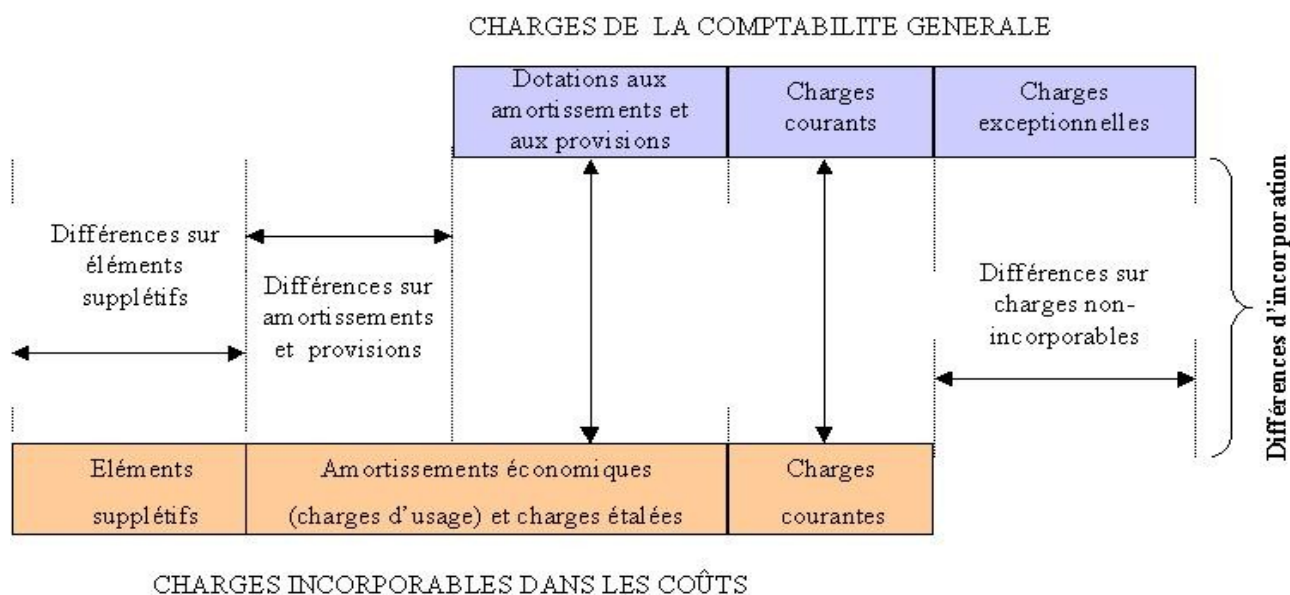 CHARGES DE LA COMPTABILITE GENERALE
Dotations aux
amortissements et
aux provisions
Charges
courants
Charges
exceptionnelles
Différences sur
éléments
supplétifs
Différences sur
amortissements
et provisions
Différences sur
charges non-
incorporables
Différences d'incorporation
Eléments
supplétifs
Amortissements économiques
(charges d'usage) et charges étalées
Charges
courantes
CHARGES INCORPORABLES DANS LES COÛTS